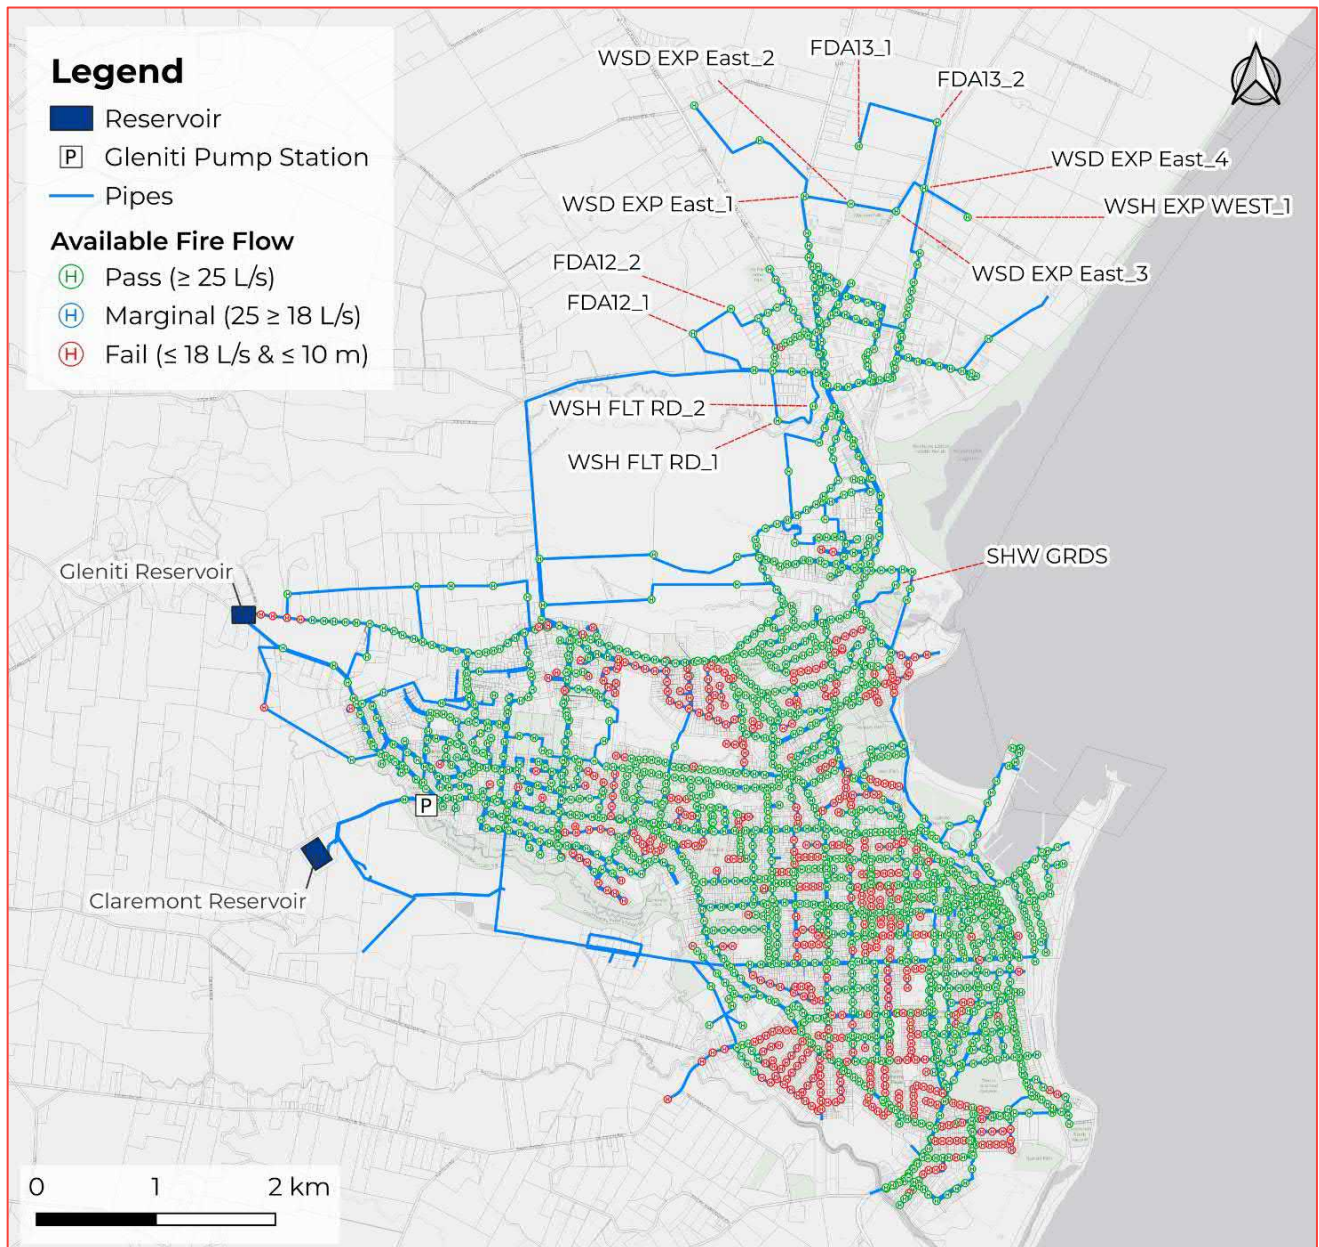 Legend
Reservoir
P Gleniti Pump Station
Pipes
Available Fire Flow
H Pass (≥ 25 L/s)
H Marginal (25 ≥ 18 L/s)
H Fail (≤ 18 L/s & ≤ 10 m)
WSD EXP East_2
FDA13_1
FDA13_2
N
WSD EXP East_4
WSD EXP East_1
WSH EXP WEST_1
FDA12_2
WSD EXP East_3
FDA12_1
WSH FLT RD_2
WSH FLT RD_1
SHW GRDS
Gleniti Reservoir
P
Claremont Reservoir
0 1 2 km